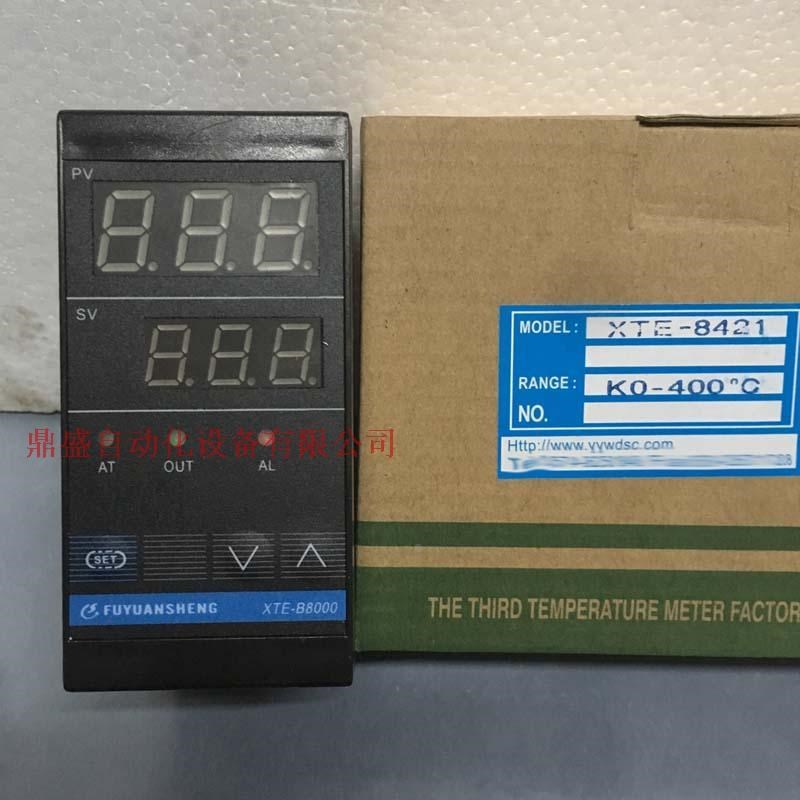 PV
SV
鼎盛自动化设备有限公司
AT OUT AL
SET
FUYUANSHENG XTE-B8000
MODEL: XTE-8421
RANGE: K0-400°C
NO.
Http://www.yywdsc.com
THE THIRD TEMPERATURE METER FACTOR